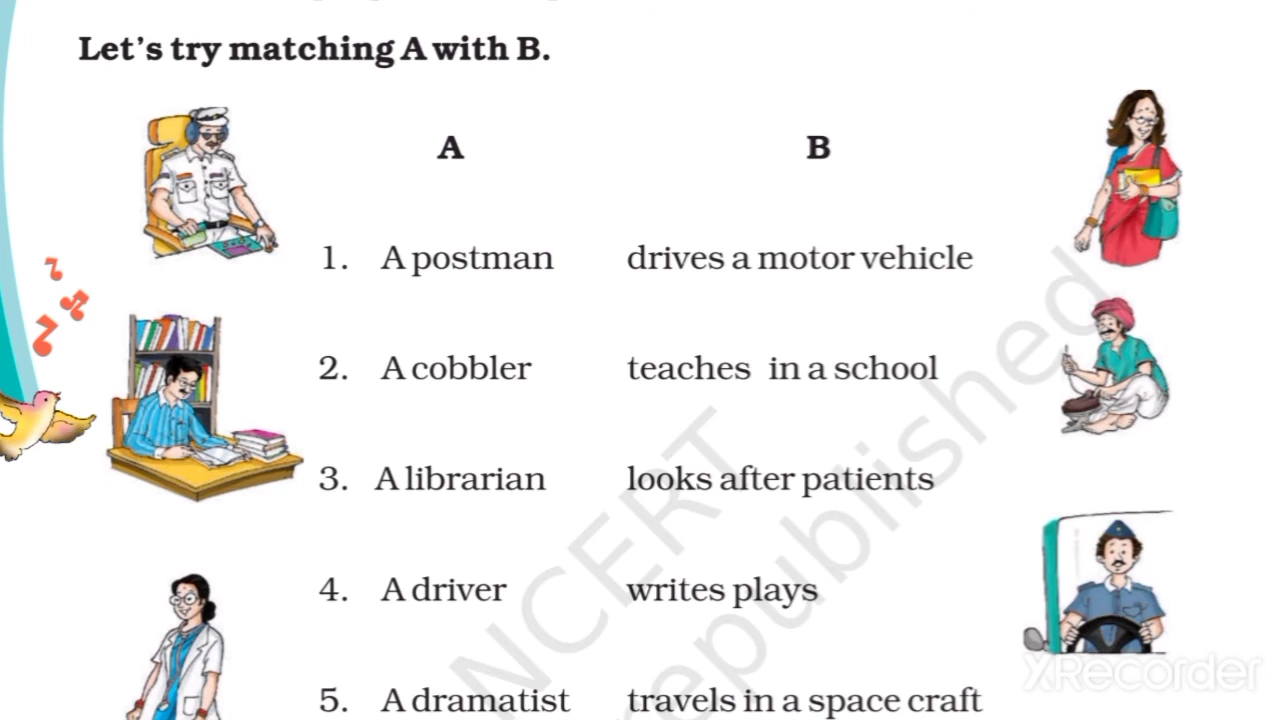 Let's try matching A with B.
A B
1. A postman drives a motor vehicle
2. A cobbler teaches in a school
3. A librarian looks after patients
4. A driver writes plays
5. A dramatist travels in a space craft
NCERT
republished
XRecorder